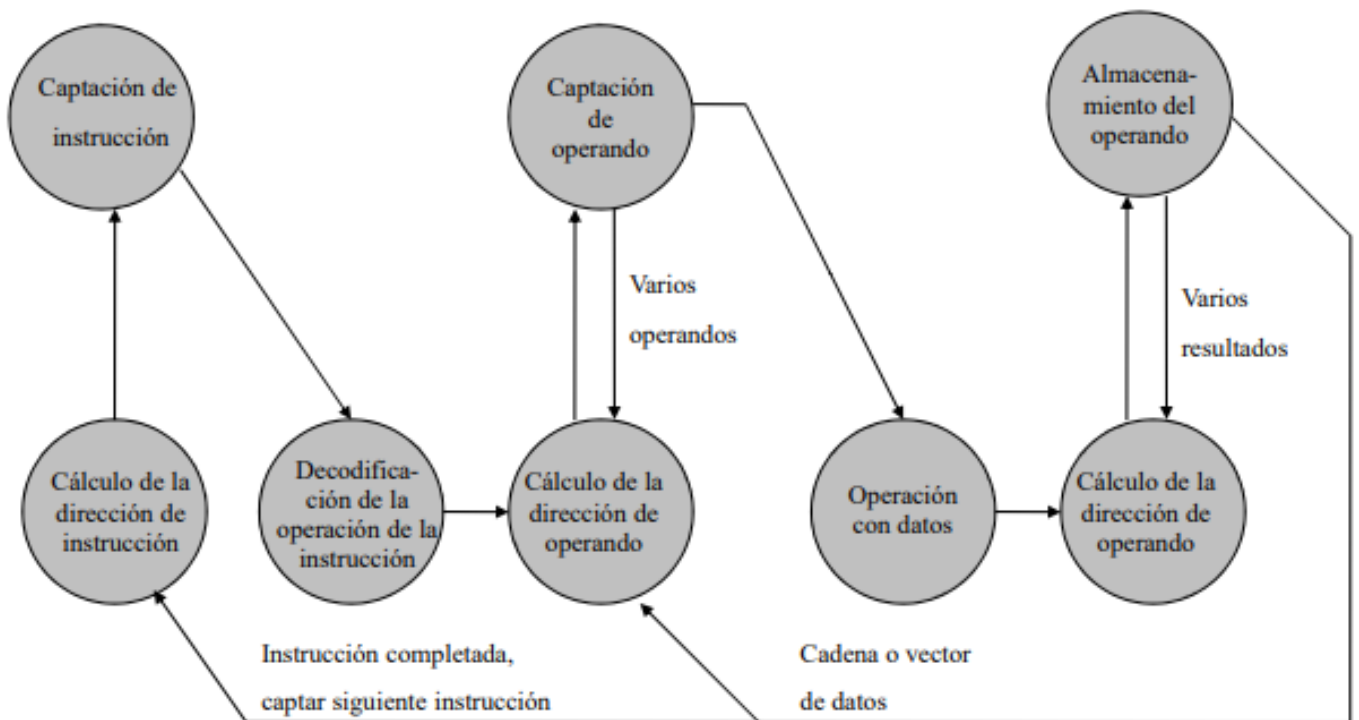 Captación de
instrucción
Captación
de
operando
Almacena-
miento del
operando
Varios
operandos
Varios
resultados
Cálculo de la
dirección de
instrucción
Decodifica-
ción de la
operación de la
instrucción
Cálculo de la
dirección de
operando
Operación
con datos
Cálculo de la
dirección de
operando
Instrucción completada,
captar siguiente instrucción
Cadena o vector
de datos